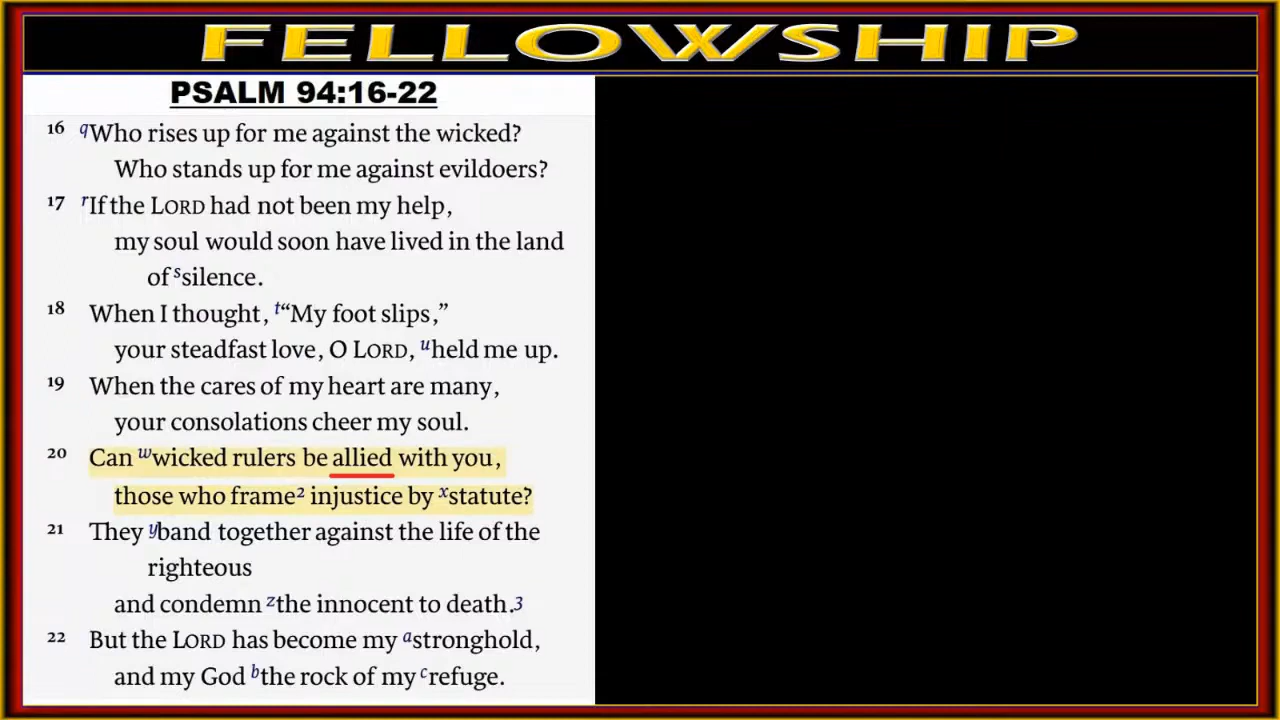 FELLOWSHIP
PSALM 94:16-22
16 qWho rises up for me against the wicked?
Who stands up for me against evildoers?
17 rIf the LORD had not been my help,
my soul would soon have lived in the land
of ssilence.
18 When I thought, t“My foot slips,”
your steadfast love, O LORD, uheld me up.
19 When the cares of my heart are many,
your consolations cheer my soul.
20 Can wwicked rulers be allied with you,
those who frame2 injustice by xstatute?
21 They yband together against the life of the
righteous
and condemn zthe innocent to death.3
22 But the LORD has become my astronghold,
and my God bthe rock of my crefuge.